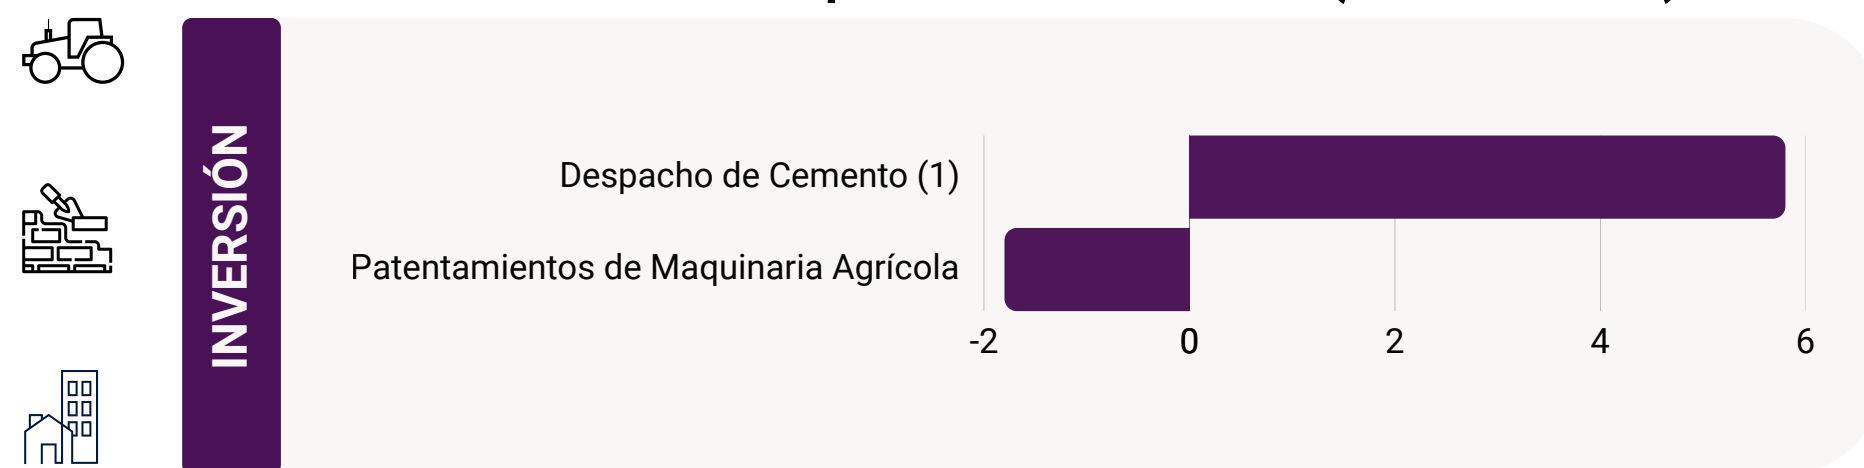 INVERSIÓN
Despacho de Cemento (1)
Patentamientos de Maquinaria Agrícola
-2 0 2 4 6